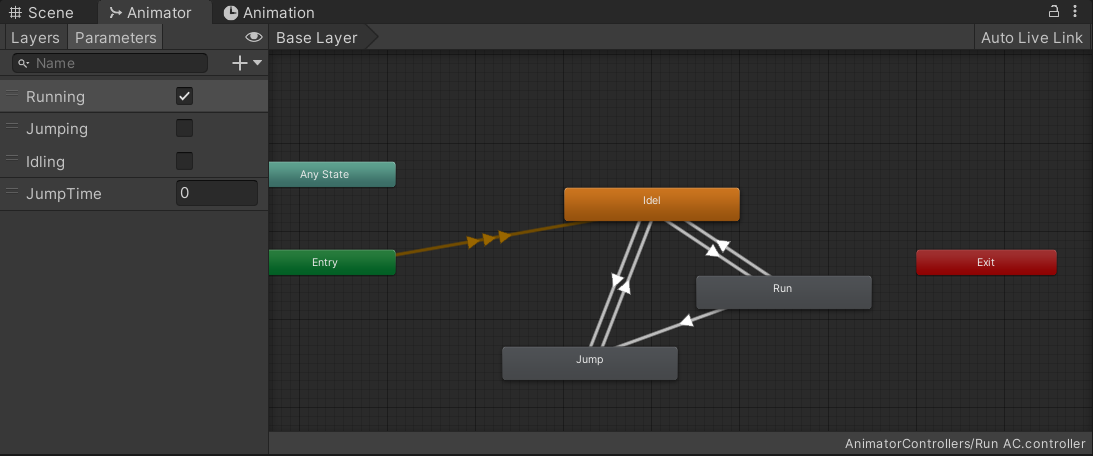 Scene Animator Animation
Layers Parameters Base Layer Auto Live Link
Name
Running
Jumping
Idling
JumpTime 0
Any State
Idel
Entry
Exit
Run
Jump
AnimatorControllers/Run AC.controller